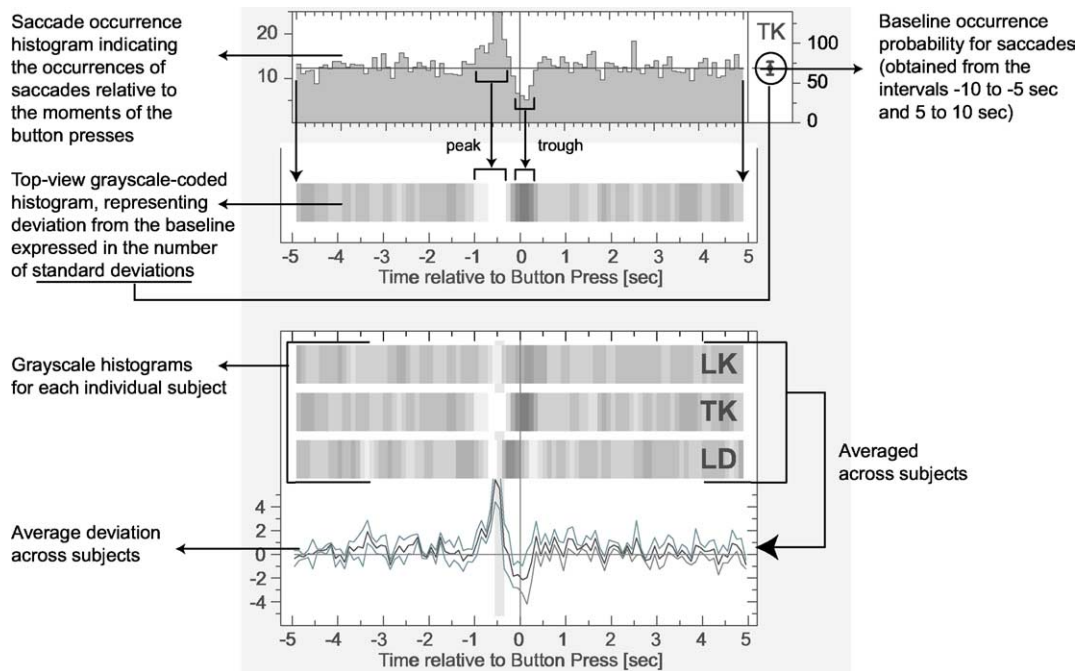 Saccade occurrence
histogram indicating
the occurrences of
saccades relative to
the moments of the
button presses
20
10
TK
100
50
0
Baseline occurrence
probability for saccades
(obtained from the
intervals -10 to -5 sec
and 5 to 10 sec)
peak
trough
Top-view grayscale-coded
histogram, representing
deviation from the baseline
expressed in the number
of standard deviations
-5 -4 -3 -2 -1 0 1 2 3 4 5
Time relative to Button Press [sec]
Grayscale histograms
for each individual subject
LK
TK
LD
Averaged
across subjects
Average deviation
across subjects
4
2
0
-2
-4
-5 -4 -3 -2 -1 0 1 2 3 4 5
Time relative to Button Press [sec]